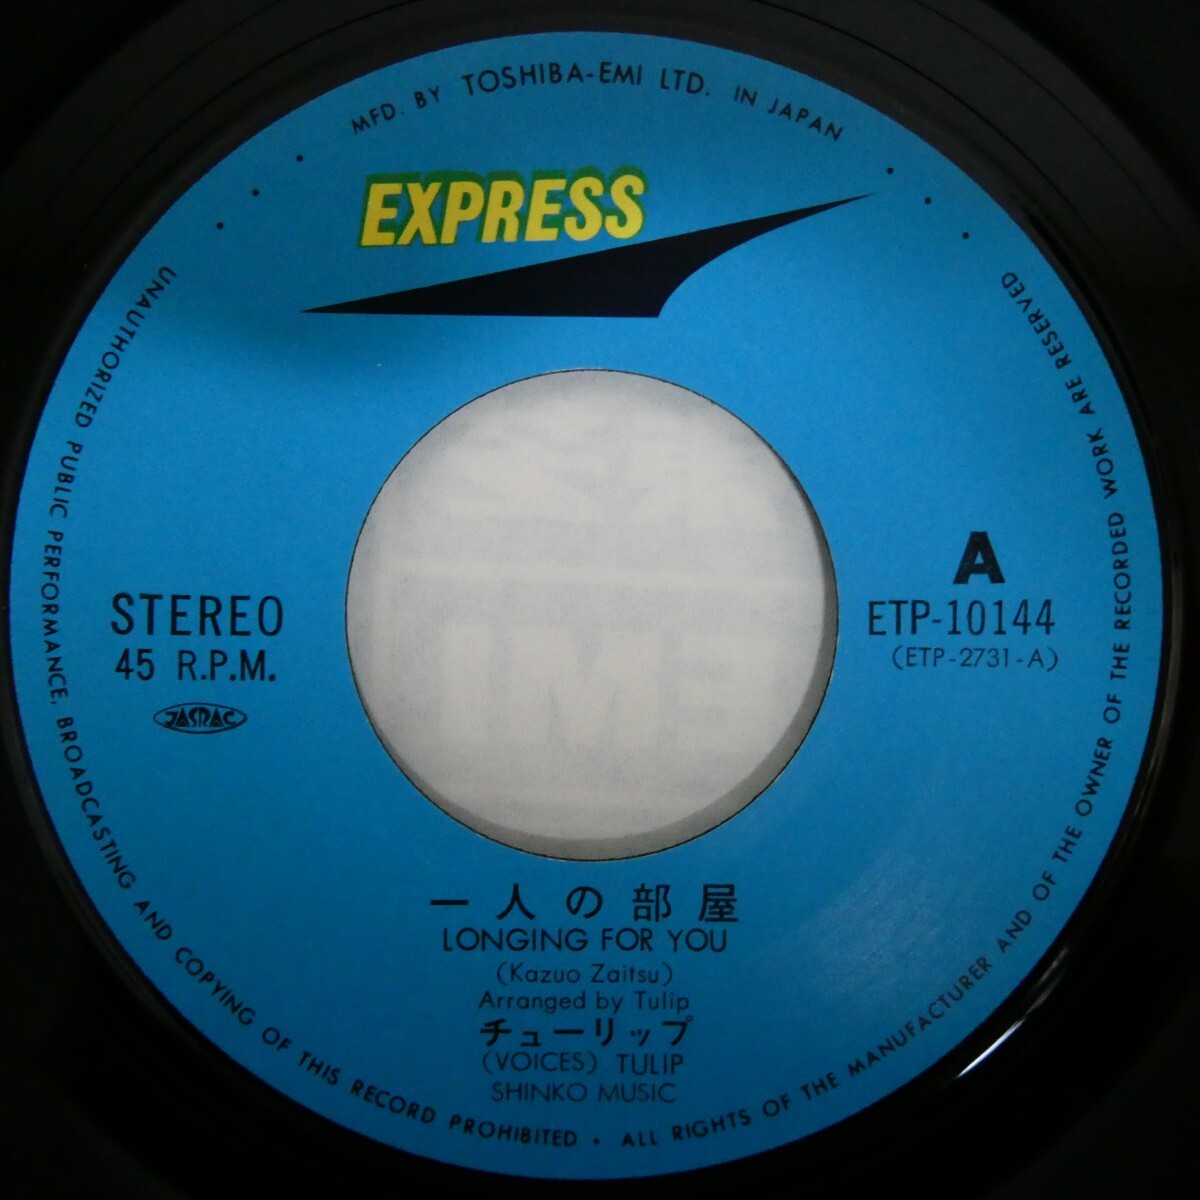 MFD. BY TOSHIBA-EMI LTD. IN JAPAN
EXPRESS
A
STEREO
ETP-10144
45 R.P.M.
(ETP-2731-A)
JASRAC
一人の部屋
LONGING FOR YOU
(Kazuo Zaitsu)
Arranged by Tulip
チューリップ
(VOICES) TULIP
SHINKO MUSIC
UNAUTHORIZED PUBLIC PERFORMANCE, BROADCASTING AND COPYING OF THIS RECORD PROHIBITED • ALL RIGHTS OF THE MANUFACTURER AND OF THE OWNER OF THE RECORDED WORK ARE RESERVED